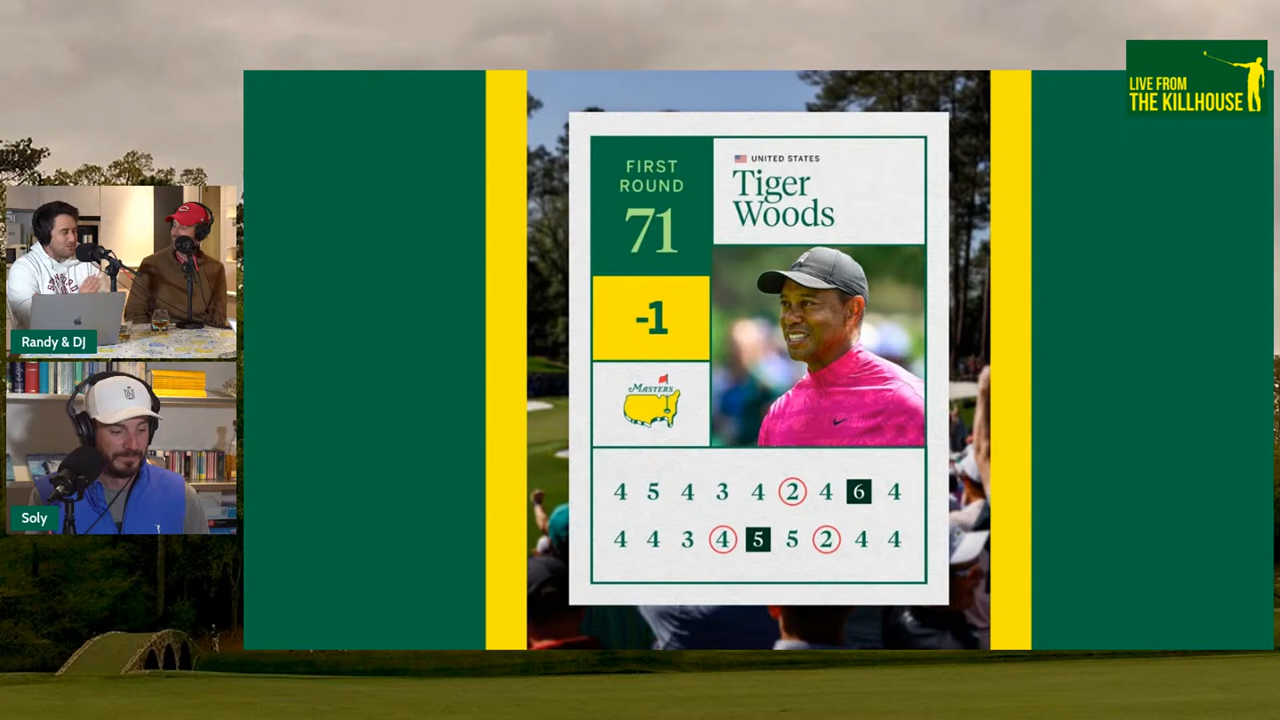 LIVE FROM
THE KILLHOUSE
FIRST
ROUND
71
-1
MASTERS
UNITED STATES
Tiger
Woods
4 5 4 3 4 2 4 6 4
4 4 3 4 5 5 2 4 4
Randy & DJ
Soly